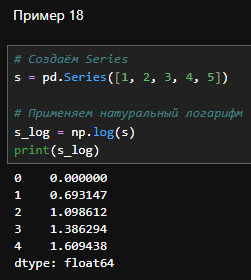 Пример 18
# Создаём Series
s = pd.Series([1, 2, 3, 4, 5])
# Применяем натуральный логарифм
s_log = np.log(s)
print(s_log)
0    0.000000
1    0.693147
2    1.098612
3    1.386294
4    1.609438
dtype: float64